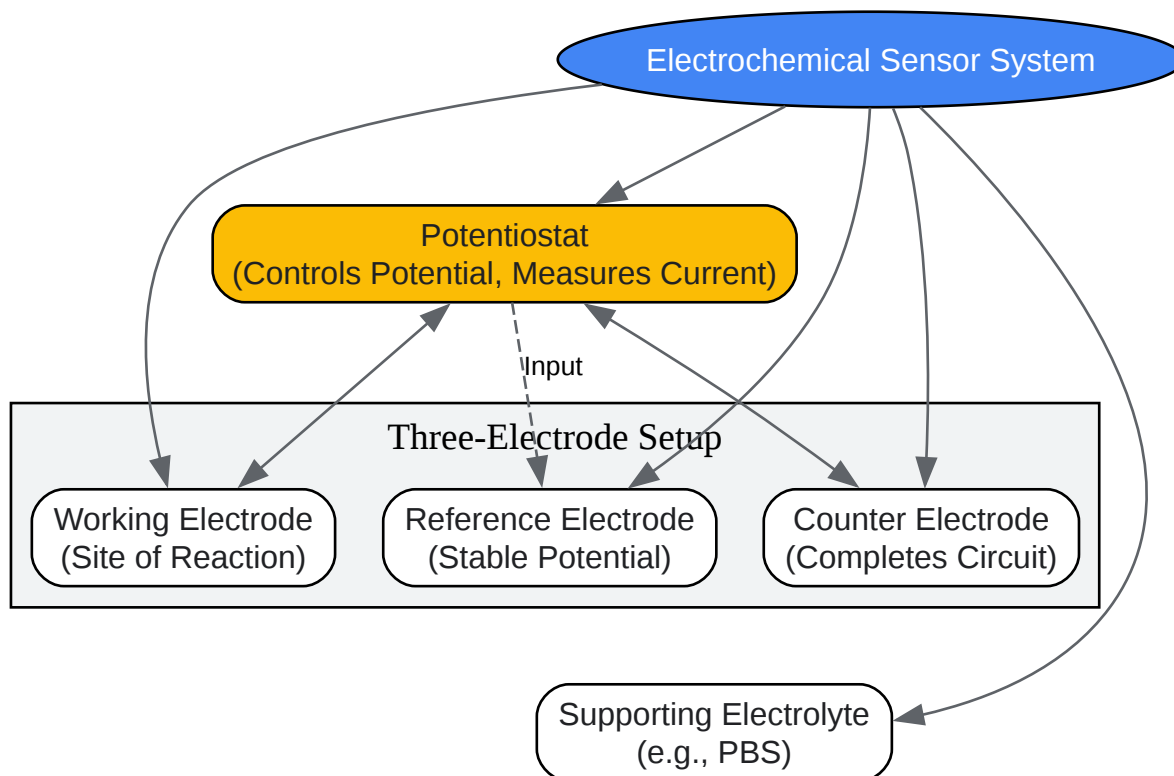 Electrochemical Sensor System
Potentiostat
(Controls Potential, Measures Current)
Input
Three-Electrode Setup
Working Electrode
(Site of Reaction)
Reference Electrode
(Stable Potential)
Counter Electrode
(Completes Circuit)
Supporting Electrolyte
(e.g., PBS)